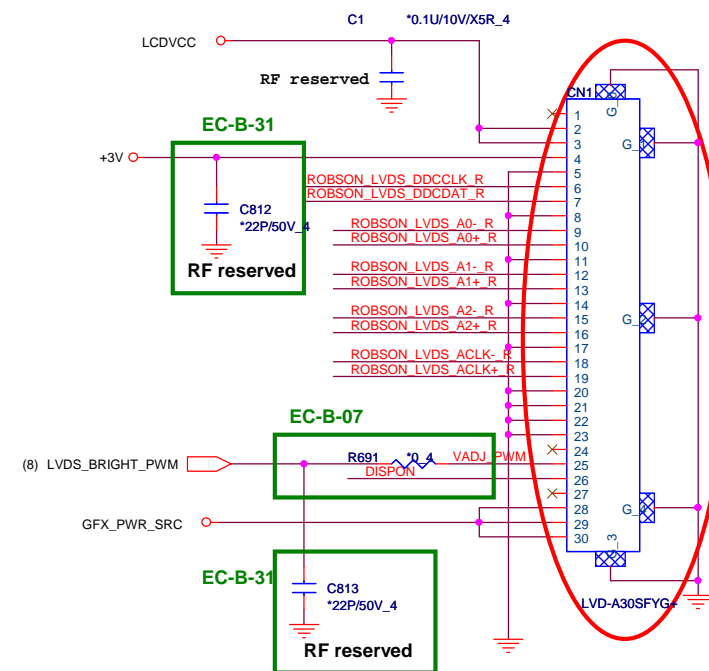 C1 *0.1U/10V/X5R_4
LCDVCC
RF reserved
CN1
EC-B-31
+3V
C812
*22P/50V_4
RF reserved
ROBSON_LVDS_DDCCLK_R
ROBSON_LVDS_DDCDAT_R
ROBSON_LVDS_A0-_R
ROBSON_LVDS_A0+_R
ROBSON_LVDS_A1-_R
ROBSON_LVDS_A1+_R
ROBSON_LVDS_A2-_R
ROBSON_LVDS_A2+_R
ROBSON_LVDS_ACLK-_R
ROBSON_LVDS_ACLK+_R
1
2
3
4
5
6
7
8
9
10
11
12
13
14
15
16
17
18
19
20
21
22
23
24
25
26
27
28
29
30
G_3
EC-B-07
(8) LVDS_BRIGHT_PWM
R691 *0_4 VADJ_PWM
DISPON
GFX_PWR_SRC
EC-B-31
C813
*22P/50V_4
RF reserved
LVD-A30SFYG+